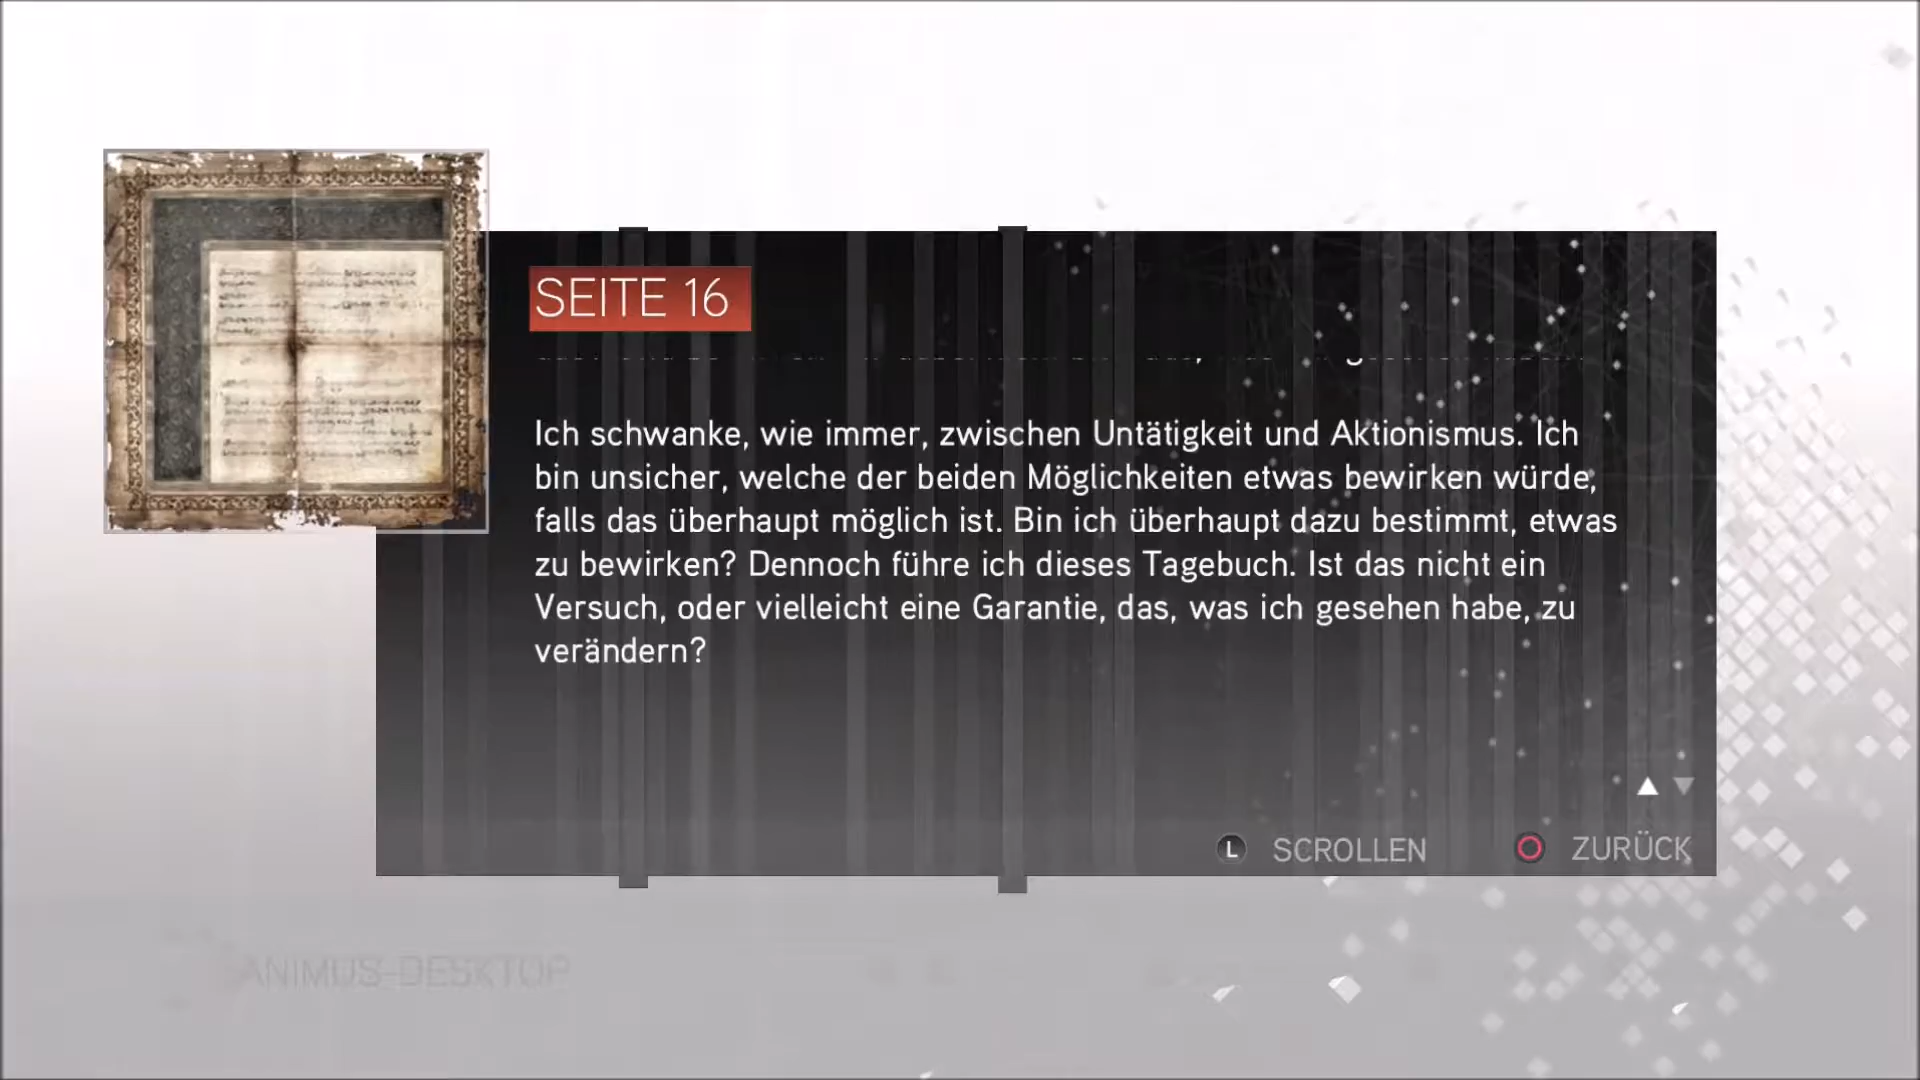 SEITE 16
Ich schwanke, wie immer, zwischen Untätigkeit und Aktionismus. Ich
bin unsicher, welche der beiden Möglichkeiten etwas bewirken würde,
falls das überhaupt möglich ist. Bin ich überhaupt dazu bestimmt, etwas
zu bewirken? Dennoch führe ich dieses Tagebuch. Ist das nicht ein
Versuch, oder vielleicht eine Garantie, das, was ich gesehen habe, zu
verändern?
L SCROLLEN ZURÜCK
ANIMUS-DESKTOP